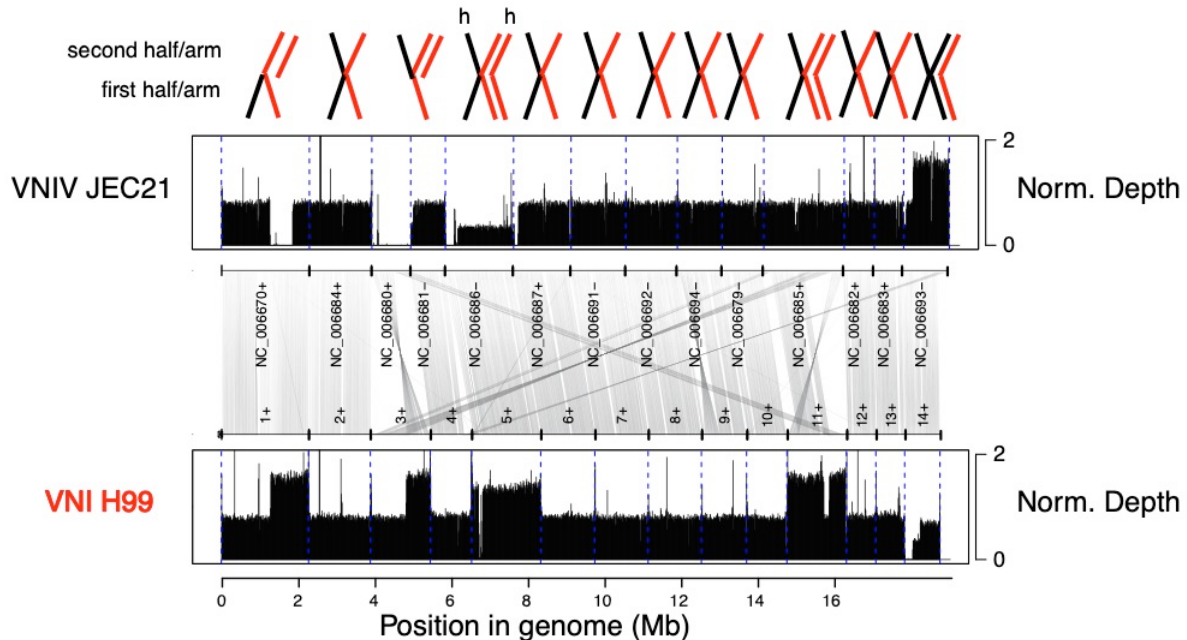 h h
second half/arm
first half/arm
VNIV JEC21
2
0
Norm. Depth
NC_006670+
NC_006684+
NC_006680+
NC_006681−
NC_006686−
NC_006687+
NC_006691−
NC_006692−
NC_006694−
NC_006679−
NC_006685+
NC_006682+
NC_006683+
NC_006693−
1+
2+
3+
4+
5+
6+
7+
8+
9+
10+
11+
12+
13+
14+
VNI H99
2
0
Norm. Depth
0 2 4 6 8 10 12 14 16
Position in genome (Mb)